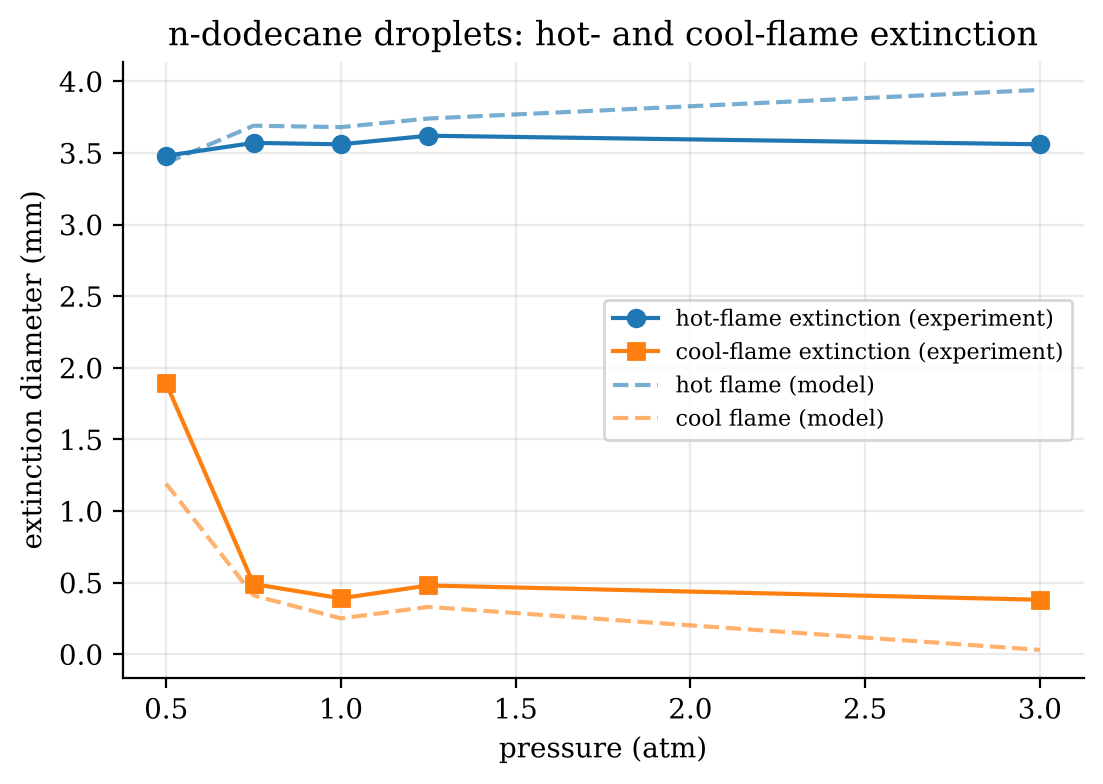 n-dodecane droplets: hot- and cool-flame extinction
extinction diameter (mm)
4.0
3.5
3.0
2.5
2.0
1.5
1.0
0.5
0.0
hot-flame extinction (experiment)
cool-flame extinction (experiment)
hot flame (model)
cool flame (model)
0.5 1.0 1.5 2.0 2.5 3.0
pressure (atm)